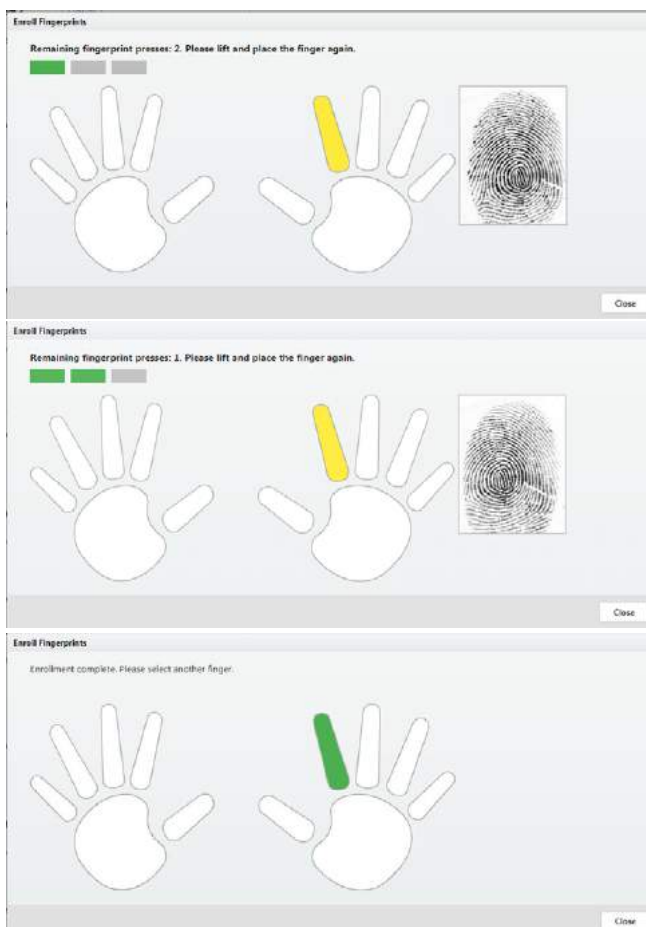 Enroll Fingerprints
Remaining fingerprint presses: 2. Please lift and place the finger again.
Close
Enroll Fingerprints
Remaining fingerprint presses: 1. Please lift and place the finger again.
Close
Enroll Fingerprints
Enrollment complete. Please select another finger.
Close